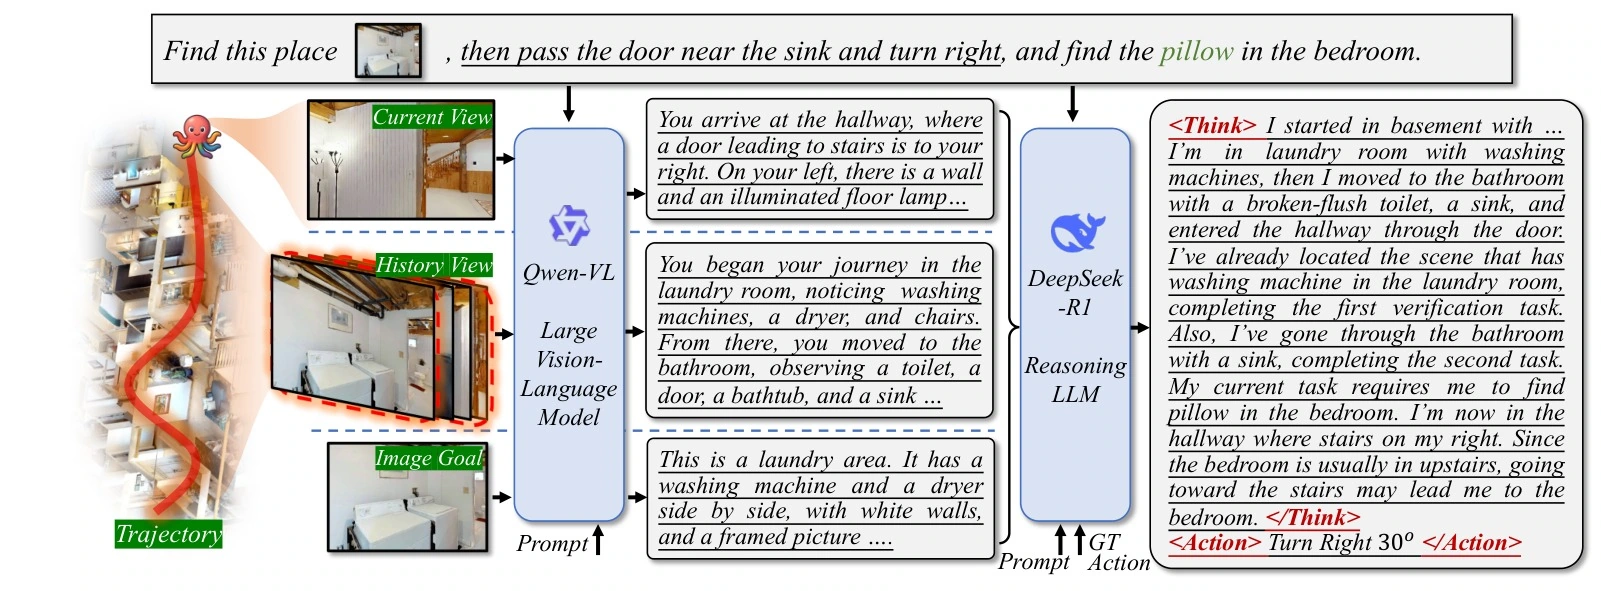 Find this place , then pass the door near the sink and turn right, and find the pillow in the bedroom.
Current View
History View
Image Goal
Trajectory
Qwen-VL
Large
Vision-
Language
Model
Prompt
You arrive at the hallway, where
a door leading to stairs is to your
right. On your left, there is a wall
and an illuminated floor lamp…
You began your journey in the
laundry room, noticing washing
machines, a dryer, and chairs.
From there, you moved to the
bathroom, observing a toilet, a
door, a bathtub, and a sink …
This is a laundry area. It has a
washing machine and a dryer
side by side, with white walls,
and a framed picture ….
DeepSeek
-R1
Reasoning
LLM
Prompt
GT
Action
<Think> I started in basement with …
I’m in laundry room with washing
machines, then I moved to the bathroom
with a broken-flush toilet, a sink, and
entered the hallway through the door.
I’ve already located the scene that has
washing machine in the laundry room,
completing the first verification task.
Also, I’ve gone through the bathroom
with a sink, completing the second task.
My current task requires me to find
pillow in the bedroom. I’m now in the
hallway where stairs on my right. Since
the bedroom is usually in upstairs, going
toward the stairs may lead me to the
bedroom. </Think>
<Action> Turn Right 30° </Action>